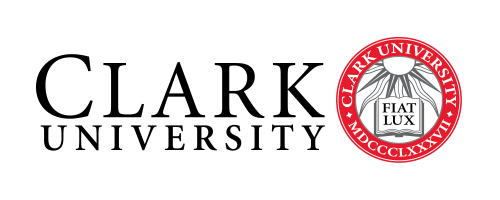 CLARK
UNIVERSITY
CLARK UNIVERSITY
FIAT
LUX
MDCCCLXXXVII